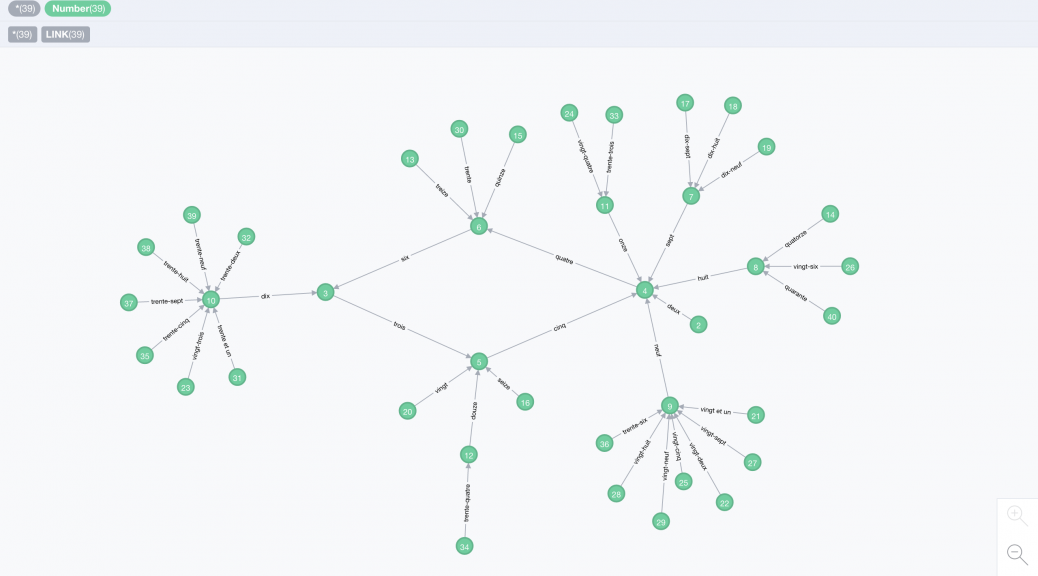 *(39) Number(39)
*(39) LINK(39)
24
33
17
18
30
15
13
19
vingt-quatre
trente-trois
dix-sept
dix-huit
dix-neuf
treize
trente
quinze
11
7
39
32
38
14
trente-neuf
trente-deux
trente-huit
6
quatorze
onze
sept
six
quatre
8
vingt-six
26
huit
quarante
37
trente-sept
10
dix
3
4
40
trente-cinq
vingt-trois
trente et un
trois
cinq
deux
2
35
23
31
neuf
5
vingt
seize
douze
20
16
9
vingt et un
21
trente-six
vingt-huit
vingt-neuf
vingt-cinq
vingt-deux
vingt-sept
36
12
27
28
25
22
29
trente-quatre
34